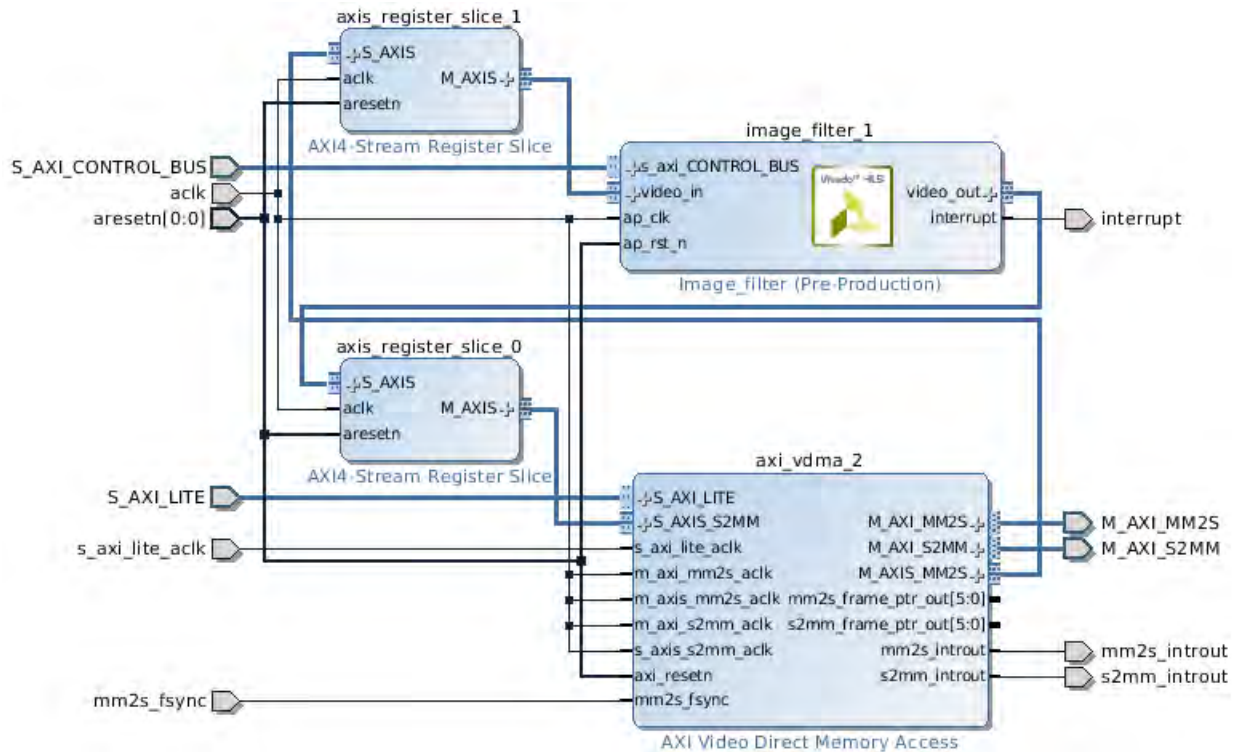 axis_register_slice_1
S_AXIS
aclk
M_AXIS
aresetn
AXI4-Stream Register Slice
S_AXI_CONTROL_BUS
aclk
aresetn[0:0]
image_filter_1
s_axi_CONTROL_BUS
video_in
ap_clk
ap_rst_n
Vivado™ HLS
video_out
interrupt
Image_filter (Pre-Production)
interrupt
axis_register_slice_0
S_AXIS
aclk
M_AXIS
aresetn
AXI4-Stream Register Slice
S_AXI_LITE
s_axi_lite_aclk
mm2s_fsync
axi_vdma_2
S_AXI_LITE
S_AXIS_S2MM
s_axi_lite_aclk
m_axi_mm2s_aclk
m_axis_mm2s_aclk
m_axi_s2mm_aclk
s_axis_s2mm_aclk
axi_resetn
mm2s_fsync
M_AXI_MM2S
M_AXI_S2MM
M_AXIS_MM2S
mm2s_frame_ptr_out[5:0]
s2mm_frame_ptr_out[5:0]
mm2s_introut
s2mm_introut
AXI Video Direct Memory Access
M_AXI_MM2S
M_AXI_S2MM
mm2s_introut
s2mm_introut